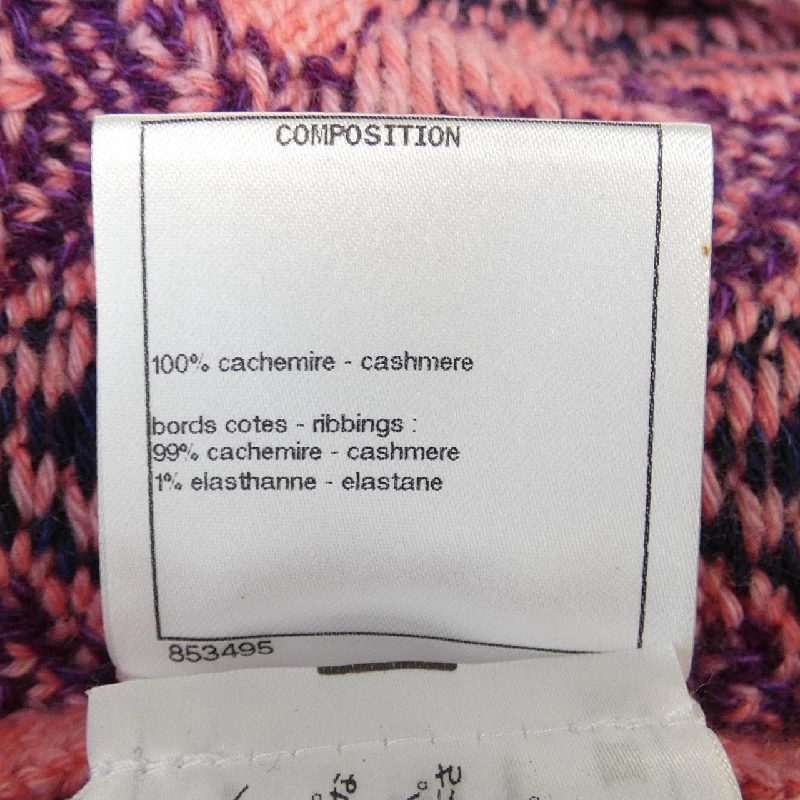 COMPOSITION
100% cachemire - cashmere
bords cotes - ribbings :
99% cachemire - cashmere
1% elasthanne - elastane
853495